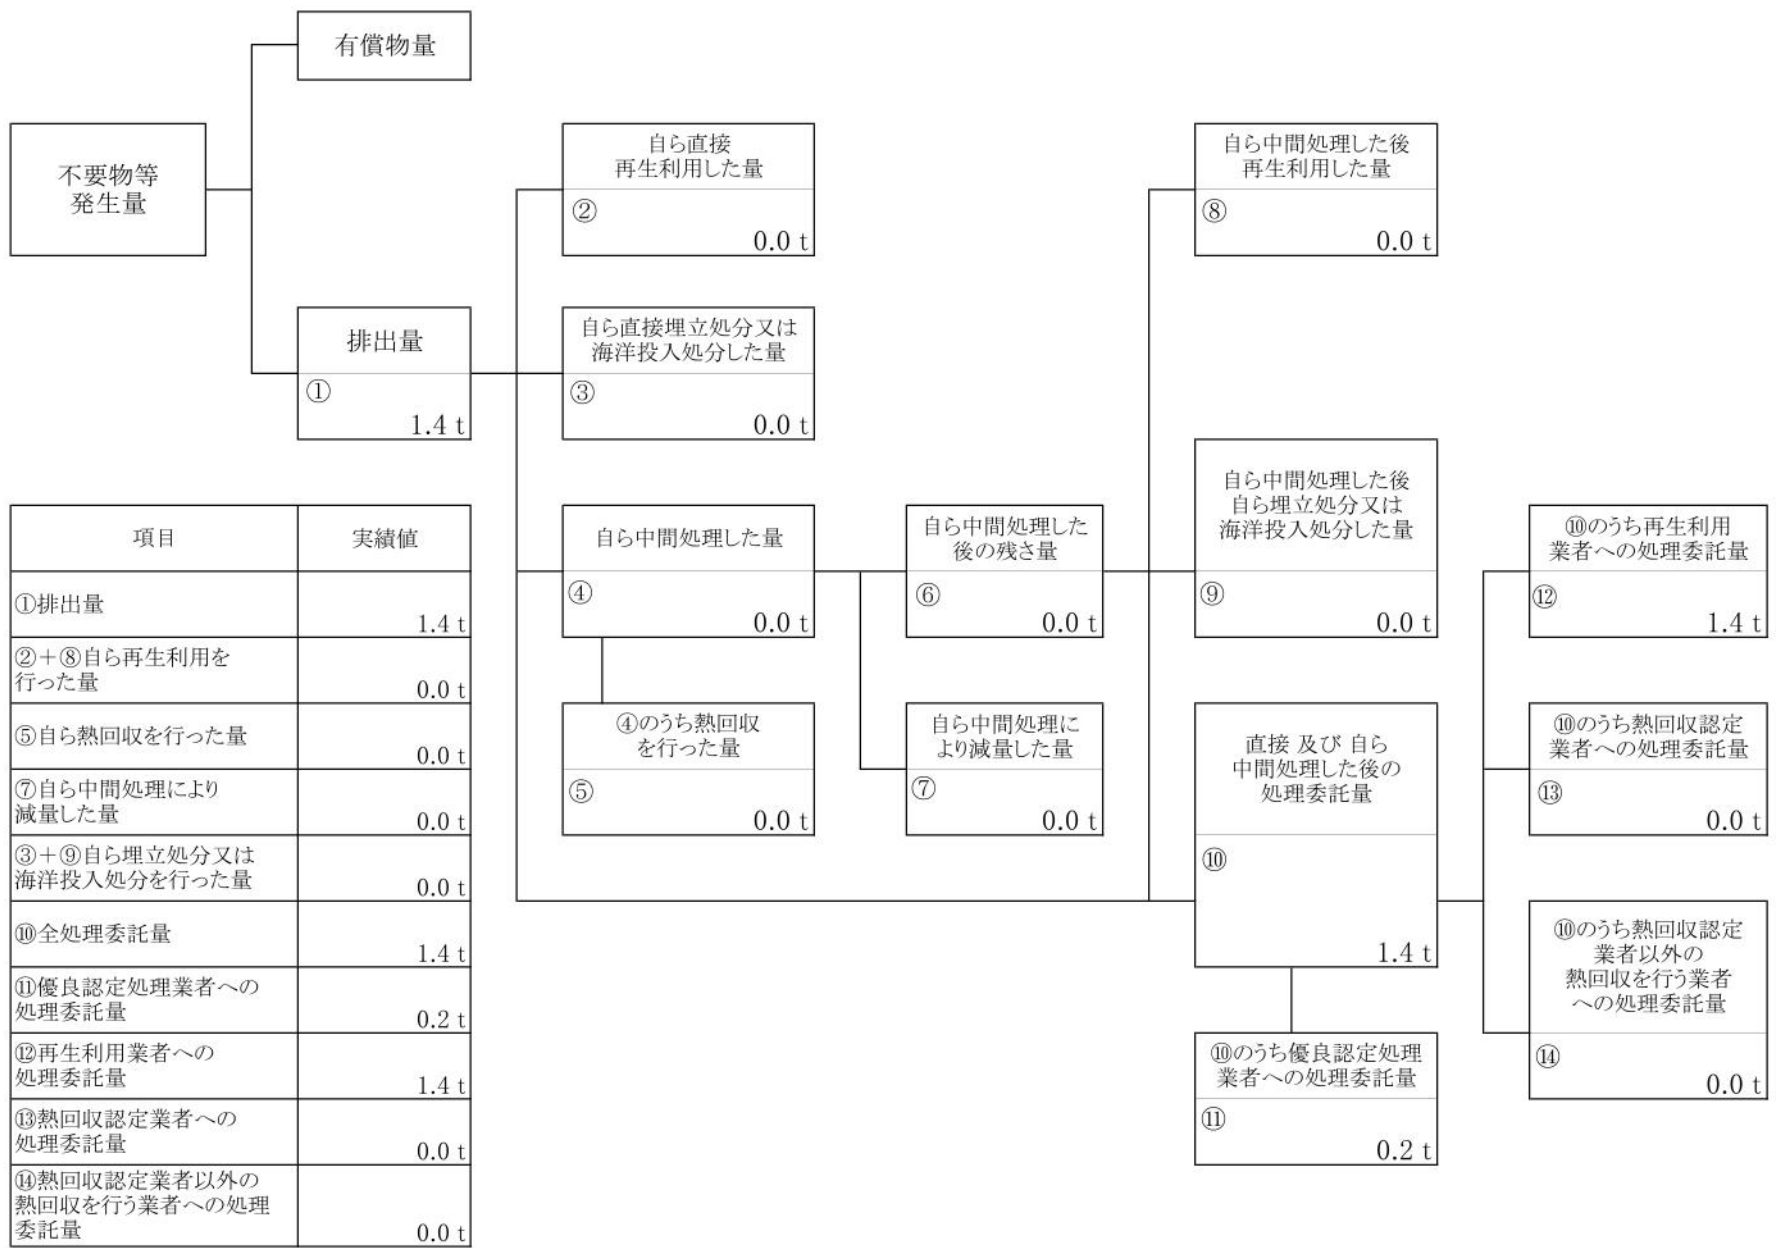 有償物量
不要物等
発生量
自ら直接
再生利用した量
②
0.0 t
自ら中間処理した後
再生利用した量
⑧
0.0 t
排出量
①
1.4 t
自ら直接埋立処分又は
海洋投入処分した量
③
0.0 t
自ら中間処理した量
④
0.0 t
自ら中間処理した
後の残さ量
⑥
0.0 t
自ら中間処理した後
自ら埋立処分又は
海洋投入処分した量
⑨
0.0 t
⑩のうち再生利用
業者への処理委託量
⑫
1.4 t
④のうち熱回収
を行った量
⑤
0.0 t
自ら中間処理に
より減量した量
⑦
0.0 t
直接 及び 自ら
中間処理した後の
処理委託量
⑩
1.4 t
⑩のうち熱回収認定
業者への処理委託量
⑬
0.0 t
⑩のうち熱回収認定
業者以外の
熱回収を行う業者
への処理委託量
⑭
0.0 t
⑩のうち優良認定処理
業者への処理委託量
⑪
0.2 t
項目 実績値
①排出量
1.4 t
②＋⑧自ら再生利用を
行った量
0.0 t
⑤自ら熱回収を行った量
0.0 t
⑦自ら中間処理により
減量した量
0.0 t
③＋⑨自ら埋立処分又は
海洋投入処分を行った量
0.0 t
⑩全処理委託量
1.4 t
⑪優良認定処理業者への
処理委託量
0.2 t
⑫再生利用業者への
処理委託量
1.4 t
⑬熱回収認定業者への
処理委託量
0.0 t
⑭熱回収認定業者以外の
熱回収を行う業者への処理
委託量
0.0 t